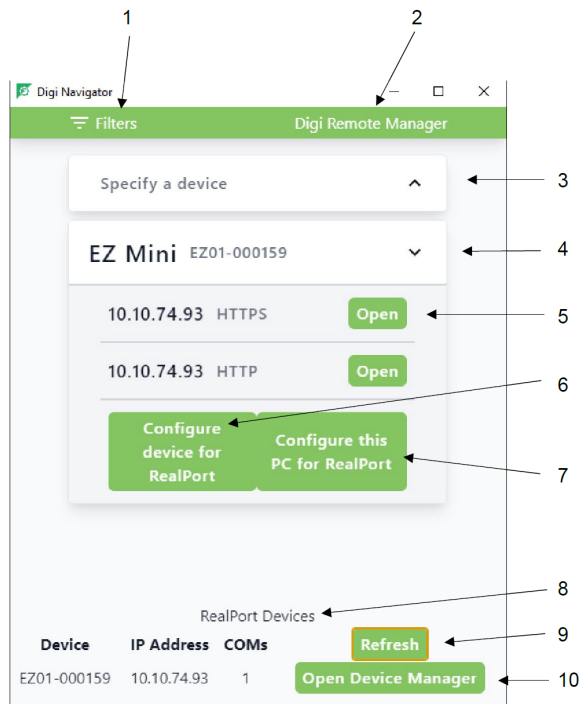 1
2
Digi Navigator
Filters
Digi Remote Manager
Specify a device
3
EZ Mini EZ01-000159
4
10.10.74.93 HTTPS Open
5
10.10.74.93 HTTP Open
6
Configure
device for
RealPort
Configure this
PC for RealPort
7
RealPort Devices
8
Device IP Address COMs Refresh
9
EZ01-000159 10.10.74.93 1 Open Device Manager
10